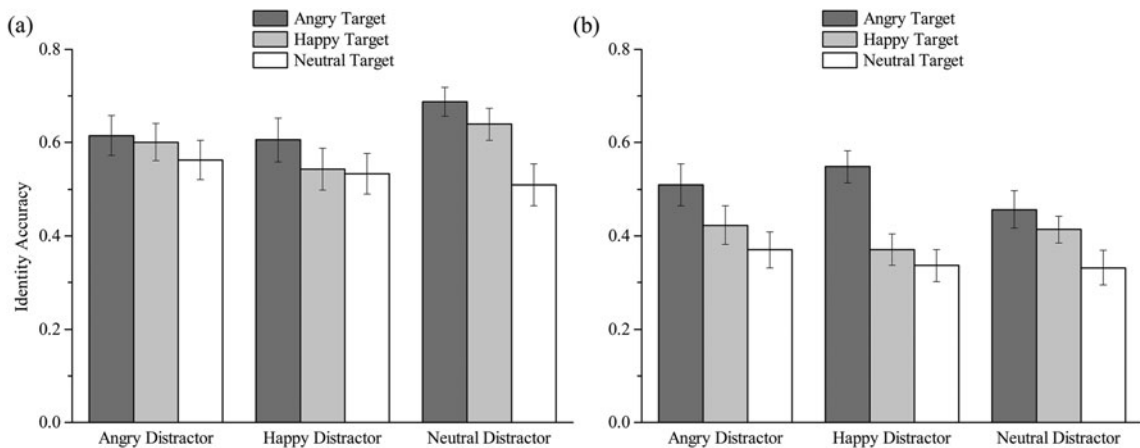 (a)
Angry Target
Happy Target
Neutral Target
Identity Accuracy
0.8
0.6
0.4
0.2
0.0
Angry Distractor Happy Distractor Neutral Distractor
(b)
Angry Target
Happy Target
Neutral Target
0.8
0.6
0.4
0.2
0.0
Angry Distractor Happy Distractor Neutral Distractor